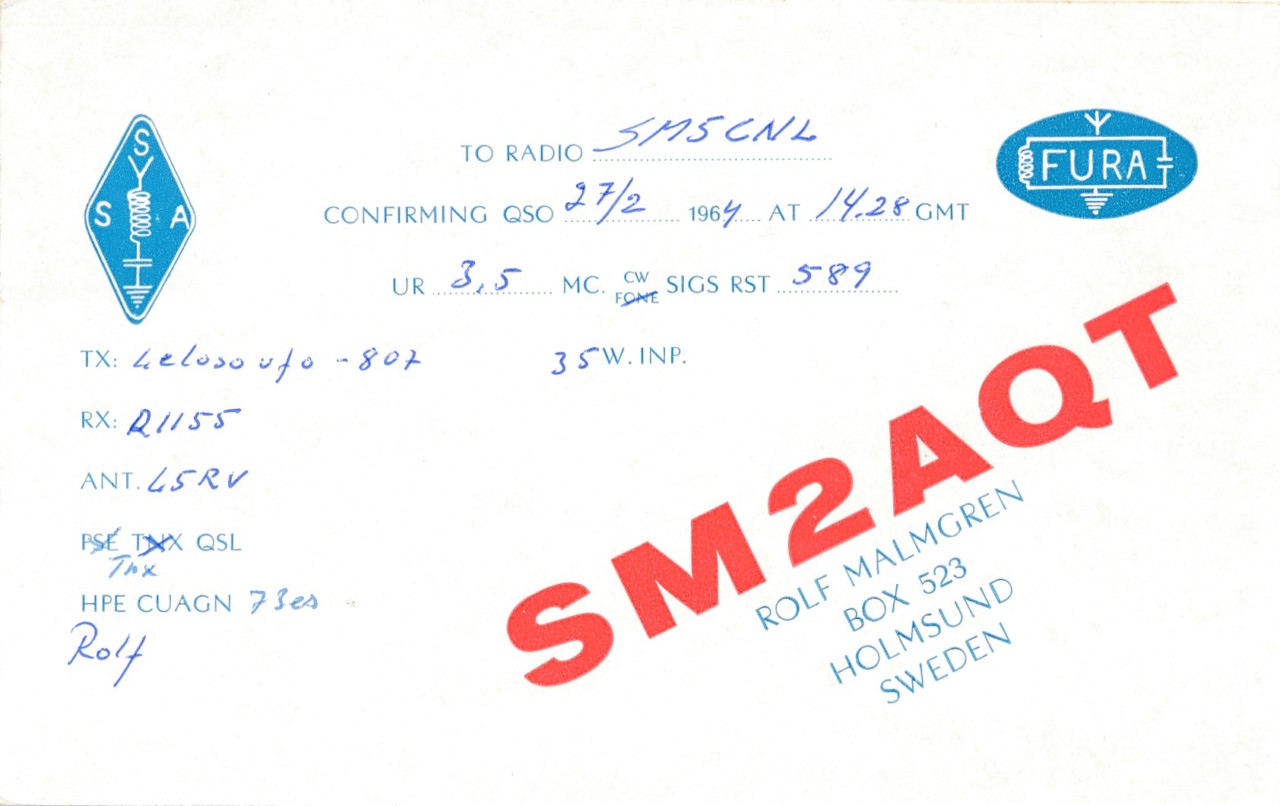 S S A
FURA
TO RADIO SM5CNL
CONFIRMING QSO 27/2 1964 AT 14.28 GMT
UR 3,5 MC. CW FONE SIGS RST 589
TX: Geloso vfo - 807 35 W. INP.
RX: R1155
ANT. G5RV
PSE TNX QSL
Tnx
HPE CUAGN 73es
Rolf
SM2AQT
ROLF MALMGREN
BOX 523
HOLMSUND
SWEDEN